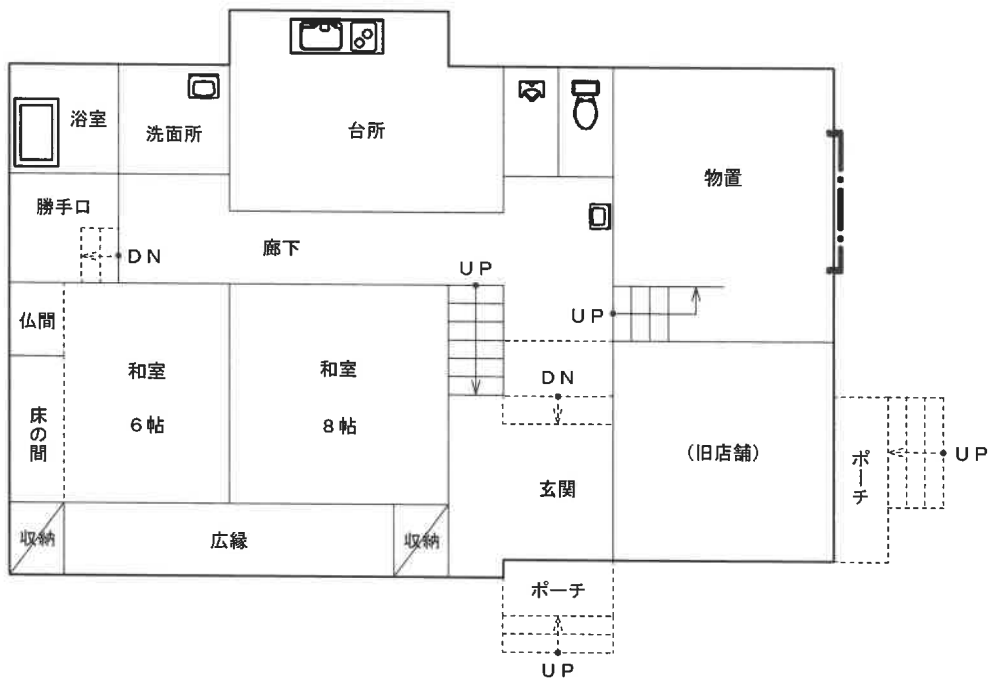 浴室
洗面所
台所
物置
勝手口
DN
廊下
UP
UP
仏間
和室
6帖
和室
8帖
DN
床の間
(旧店舗)
ポーチ
UP
玄関
収納
広縁
収納
ポーチ
UP